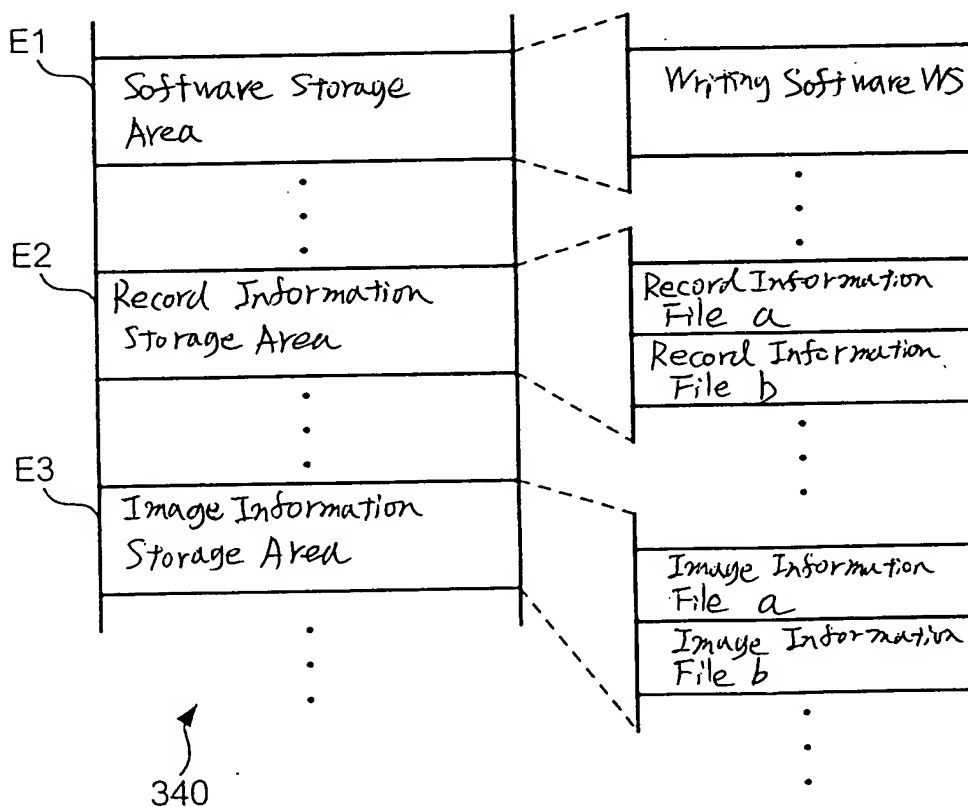 E1
Software Storage
Area
Writing Software WS
E2
Record Information
Storage Area
Record Information
File a
Record Information
File b
E3
Image Information
Storage Area
Image Information
File a
Image Information
File b
340